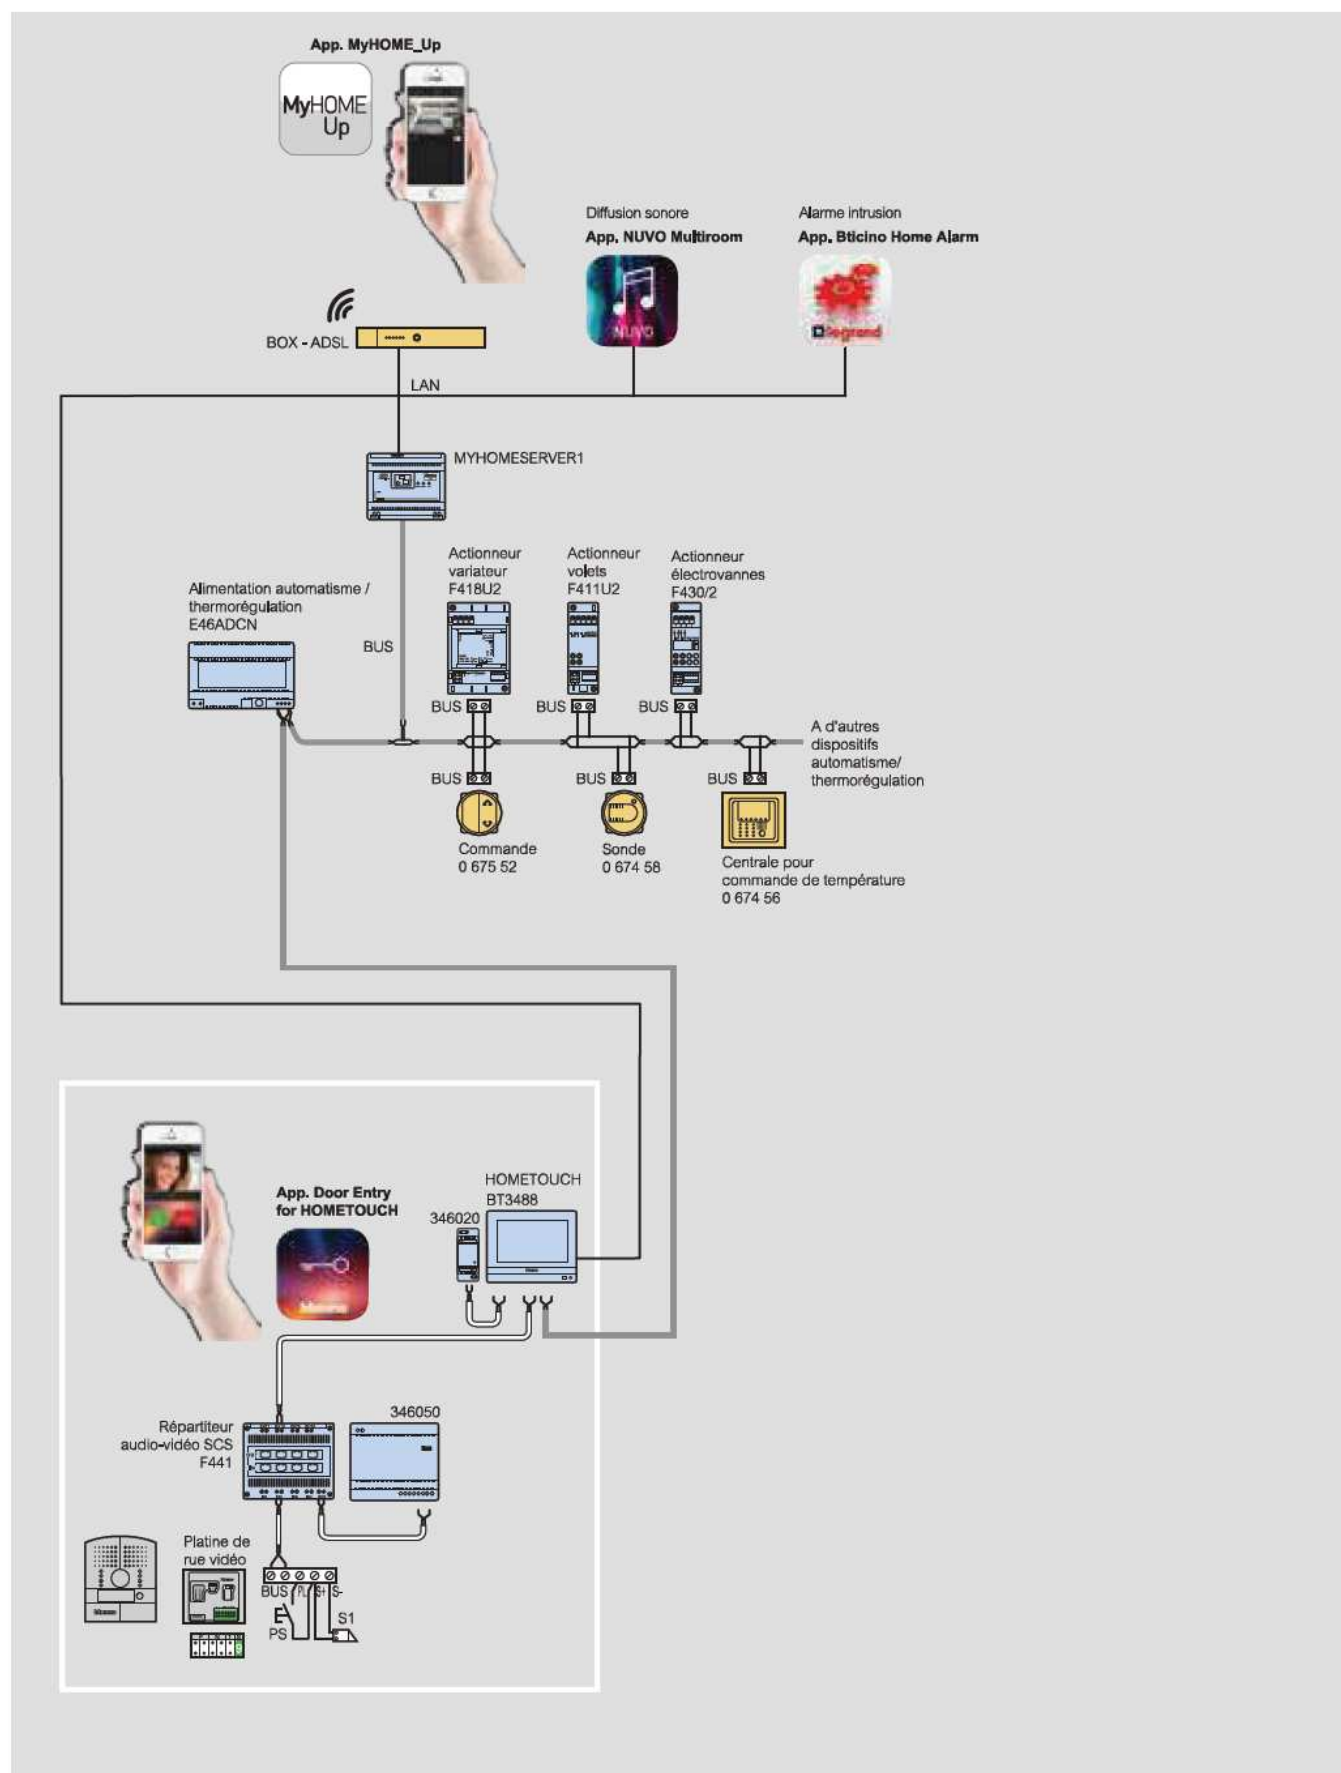 App. MyHOME_Up
MyHOME
Up
Diffusion sonore
App. NUVO Multiroom
NUVO
Alarme intrusion
App. Bticino Home Alarm
legrand
BOX - ADSL
LAN
MYHOMESERVER1
Alimentation automatisme /
thermorégulation
E46ADCN
BUS
Actionneur
variateur
F418U2
Actionneur
volets
F411U2
Actionneur
électrovannes
F430/2
BUS
BUS
BUS
A d'autres
dispositifs
automatisme/
thermorégulation
BUS
BUS
BUS
Commande
0 675 52
Sonde
0 674 58
Centrale pour
commande de température
0 674 56
App. Door Entry
for HOMETOUCH
HOMETOUCH
BT3488
346020
Répartiteur
audio-vidéo SCS
F441
346050
Platine de
rue vidéo
BUS PL S+ S-
PS
S1